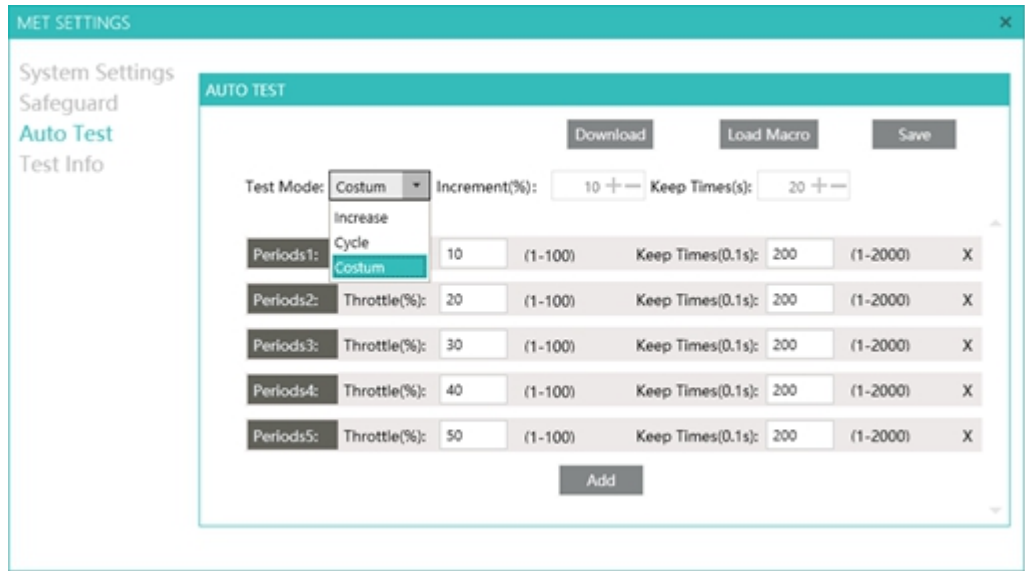 MET SETTINGS X
System Settings
Safeguard
Auto Test
Test Info
AUTO TEST
Download Load Macro Save
Test Mode: Costum Increment(%): 10 + − Keep Times(s): 20 + −
Increase
Cycle
Costum
Periods1: 10 (1-100) Keep Times(0.1s): 200 (1-2000) X
Periods2: Throttle(%): 20 (1-100) Keep Times(0.1s): 200 (1-2000) X
Periods3: Throttle(%): 30 (1-100) Keep Times(0.1s): 200 (1-2000) X
Periods4: Throttle(%): 40 (1-100) Keep Times(0.1s): 200 (1-2000) X
Periods5: Throttle(%): 50 (1-100) Keep Times(0.1s): 200 (1-2000) X
Add